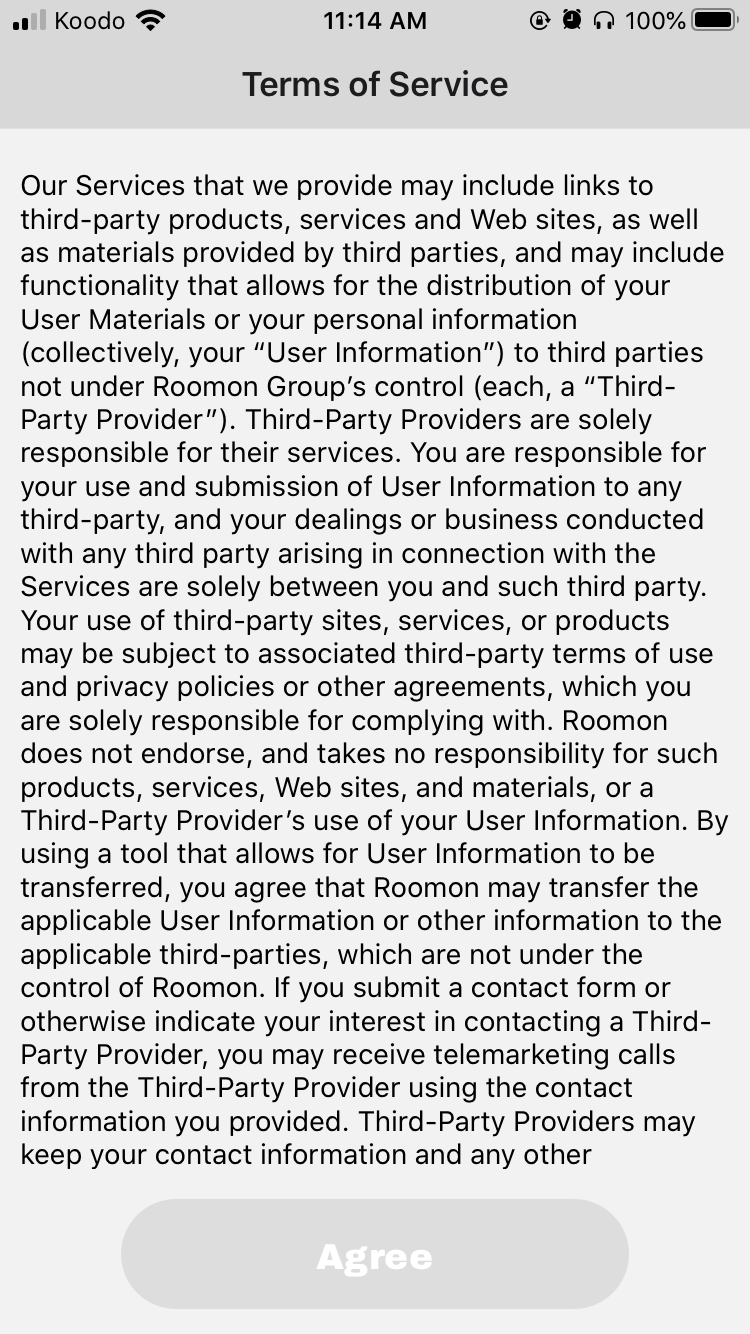 Koodo
11:14 AM
100%
Terms of Service
Our Services that we provide may include links to
third-party products, services and Web sites, as well
as materials provided by third parties, and may include
functionality that allows for the distribution of your
User Materials or your personal information
(collectively, your “User Information”) to third parties
not under Roomon Group’s control (each, a “Third-
Party Provider”). Third-Party Providers are solely
responsible for their services. You are responsible for
your use and submission of User Information to any
third-party, and your dealings or business conducted
with any third party arising in connection with the
Services are solely between you and such third party.
Your use of third-party sites, services, or products
may be subject to associated third-party terms of use
and privacy policies or other agreements, which you
are solely responsible for complying with. Roomon
does not endorse, and takes no responsibility for such
products, services, Web sites, and materials, or a
Third-Party Provider’s use of your User Information. By
using a tool that allows for User Information to be
transferred, you agree that Roomon may transfer the
applicable User Information or other information to the
applicable third-parties, which are not under the
control of Roomon. If you submit a contact form or
otherwise indicate your interest in contacting a Third-
Party Provider, you may receive telemarketing calls
from the Third-Party Provider using the contact
information you provided. Third-Party Providers may
keep your contact information and any other
Agree